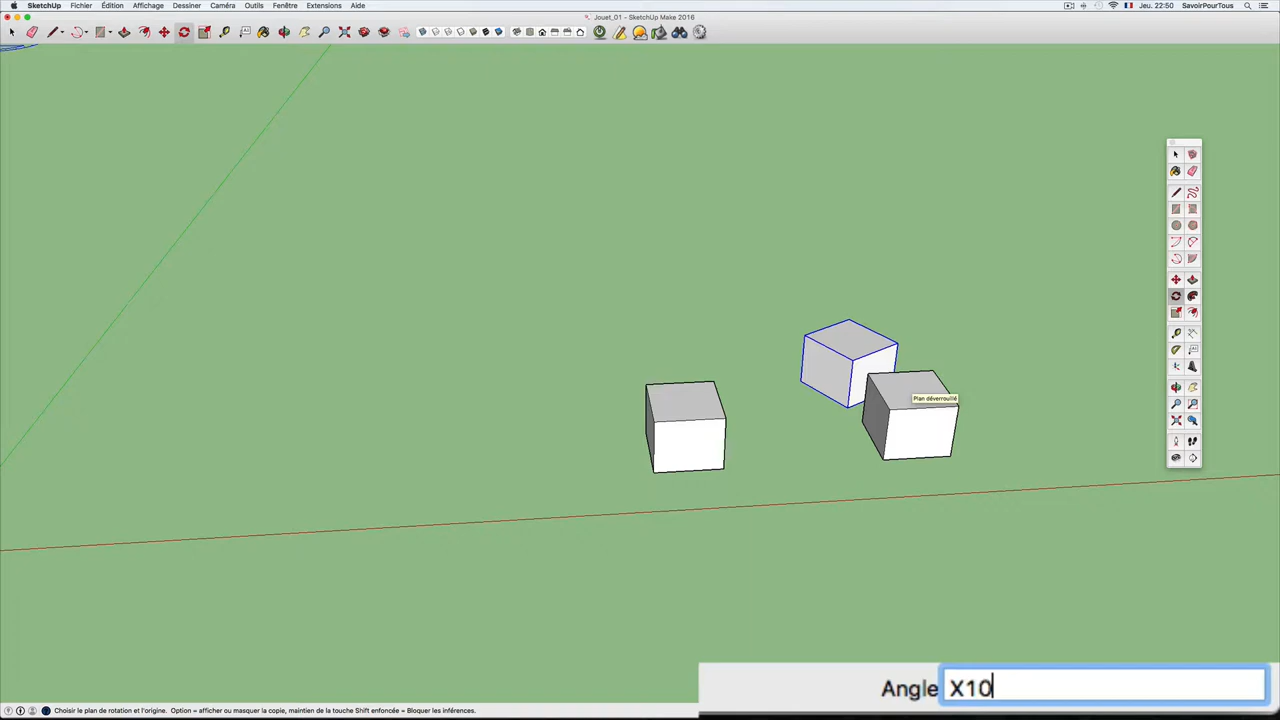 SketchUp Fichier Édition Affichage Dessiner Caméra Outils Fenêtre Extensions Aide Jeu. 22:50 SavoirPourTous
Jouet_01 - SketchUp Make 2016
Plan déverrouillé
Angle X10
Choisir le plan de rotation et l'origine. Option = afficher ou masquer la copie, maintien de la touche Shift enfoncée = Bloquer les inférences.